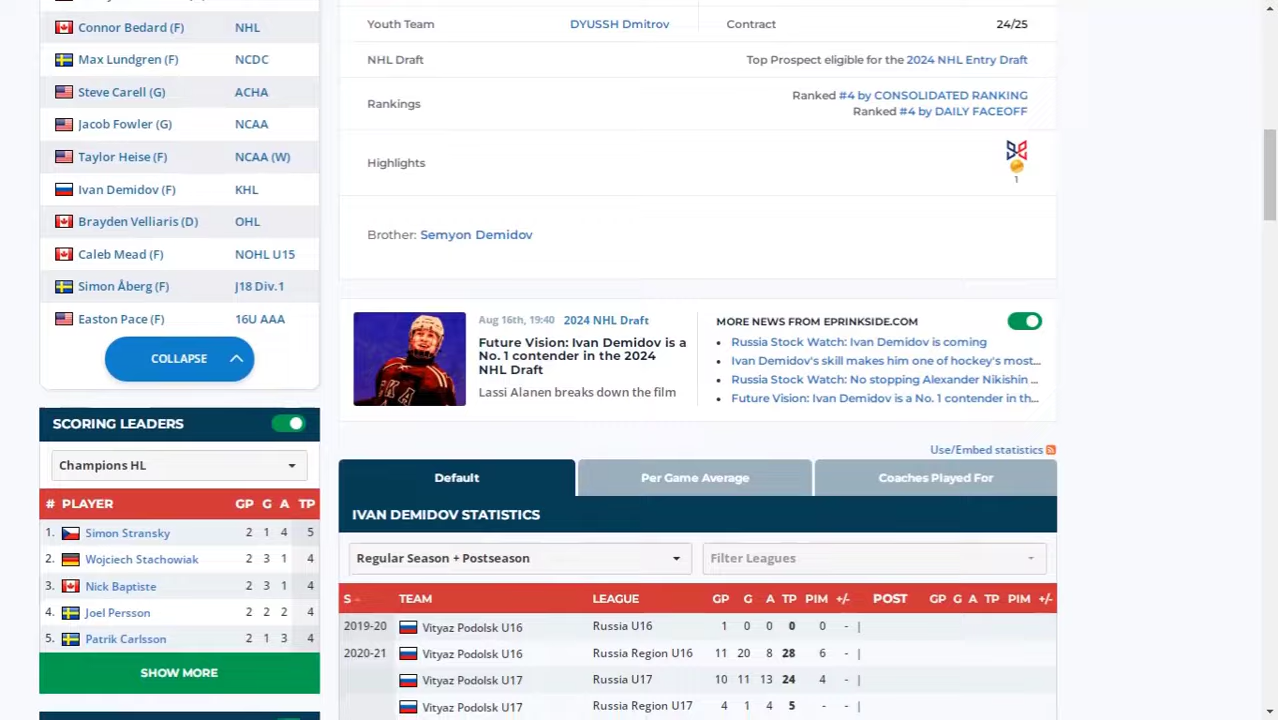 Connor Bedard (F) NHL
Max Lundgren (F) NCDC
Steve Carell (G) ACHA
Jacob Fowler (G) NCAA
Taylor Heise (F) NCAA (W)
Ivan Demidov (F) KHL
Brayden Velliaris (D) OHL
Caleb Mead (F) NOHL U15
Simon Åberg (F) J18 Div.1
Easton Pace (F) 16U AAA
COLLAPSE
SCORING LEADERS
Champions HL
# PLAYER GP G A TP
1. Simon Stransky 2 1 4 5
2. Wojciech Stachowiak 2 3 1 4
3. Nick Baptiste 2 3 1 4
4. Joel Persson 2 2 2 4
5. Patrik Carlsson 2 1 3 4
SHOW MORE
Youth Team DYUSSH Dmitrov Contract 24/25
NHL Draft Top Prospect eligible for the 2024 NHL Entry Draft
Rankings
Ranked #4 by CONSOLIDATED RANKING
Ranked #4 by DAILY FACEOFF
Highlights
1
Brother: Semyon Demidov
Aug 16th, 19:40 2024 NHL Draft
Future Vision: Ivan Demidov is a
No. 1 contender in the 2024
NHL Draft
Lassi Alanen breaks down the film
MORE NEWS FROM EPRINKSIDE.COM
Russia Stock Watch: Ivan Demidov is coming
Ivan Demidov's skill makes him one of hockey's most...
Russia Stock Watch: No stopping Alexander Nikishin ...
Future Vision: Ivan Demidov is a No. 1 contender in th...
Use/Embed statistics
Default Per Game Average Coaches Played For
IVAN DEMIDOV STATISTICS
Regular Season + Postseason Filter Leagues
S TEAM LEAGUE GP G A TP PIM +/- POST GP G A TP PIM +/-
2019-20 Vityaz Podolsk U16 Russia U16 1 0 0 0 0 - |
2020-21 Vityaz Podolsk U16 Russia Region U16 11 20 8 28 6 - |
Vityaz Podolsk U17 Russia U17 10 11 13 24 4 - |
Vityaz Podolsk U17 Russia Region U17 4 1 4 5 - - |